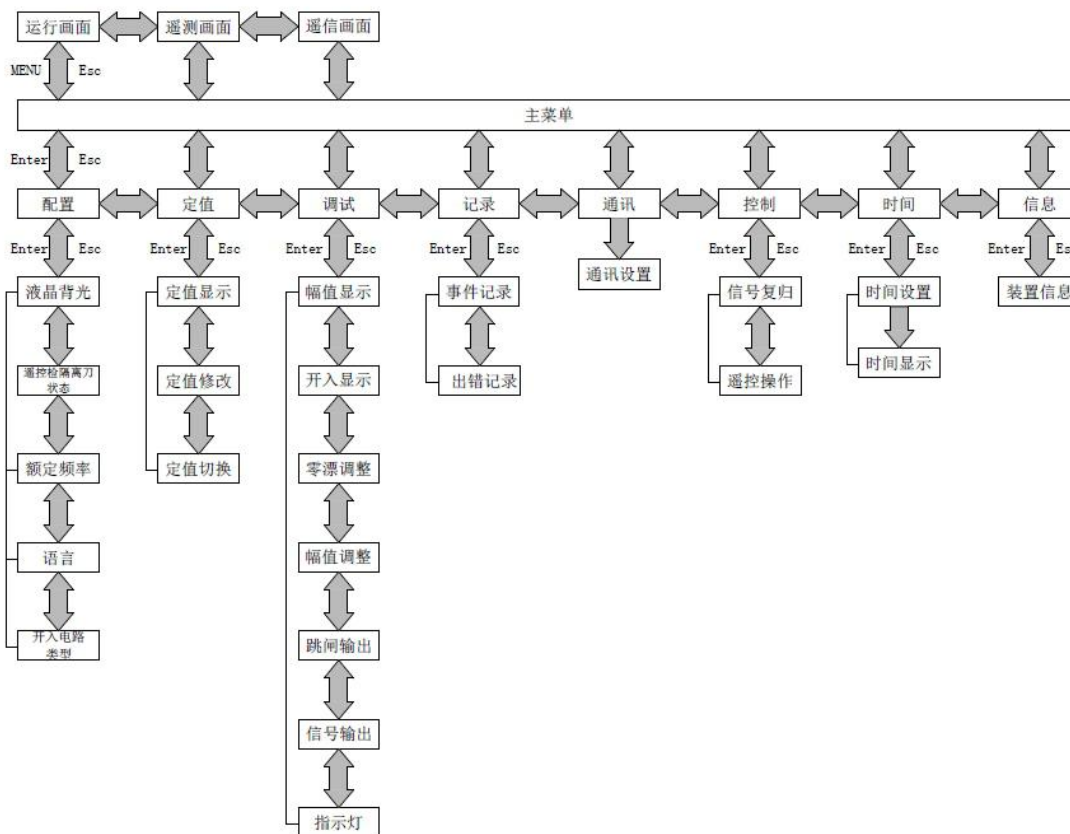 运行画面
遥测画面
遥信画面
MENU
Esc
主菜单
Enter
Esc
配置
定值
调试
记录
通讯
控制
时间
信息
Enter
Esc
Enter
Esc
Enter
Esc
Enter
Esc
Enter
Esc
Enter
Esc
Enter
Es
液晶背光
定值显示
幅值显示
事件记录
通讯设置
信号复归
时间设置
装置信息
遥控检隔离刀
状态
定值修改
开入显示
出错记录
遥控操作
时间显示
额定频率
定值切换
零漂调整
语言
幅值调整
开入电路
类型
跳闸输出
信号输出
指示灯